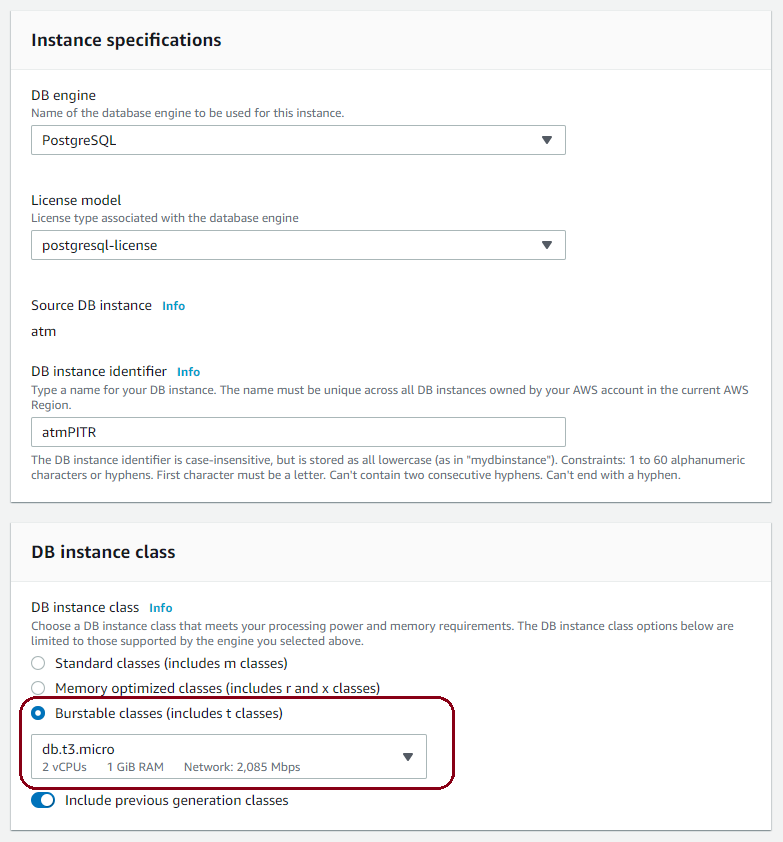 Instance specifications
DB engine
Name of the database engine to be used for this instance.
PostgreSQL
License model
License type associated with the database engine
postgresql-license
Source DB instance Info
atm
DB instance identifier Info
Type a name for your DB instance. The name must be unique across all DB instances owned by your AWS account in the current AWS
Region.
atmPITR
The DB instance identifier is case-insensitive, but is stored as all lowercase (as in "mydbinstance"). Constraints: 1 to 60 alphanumeric
characters or hyphens. First character must be a letter. Can't contain two consecutive hyphens. Can't end with a hyphen.
DB instance class
DB instance class Info
Choose a DB instance class that meets your processing power and memory requirements. The DB instance class options below are
limited to those supported by the engine you selected above.
Standard classes (includes m classes)
Memory optimized classes (includes r and x classes)
Burstable classes (includes t classes)
db.t3.micro
2 vCPUs 1 GiB RAM Network: 2,085 Mbps
Include previous generation classes